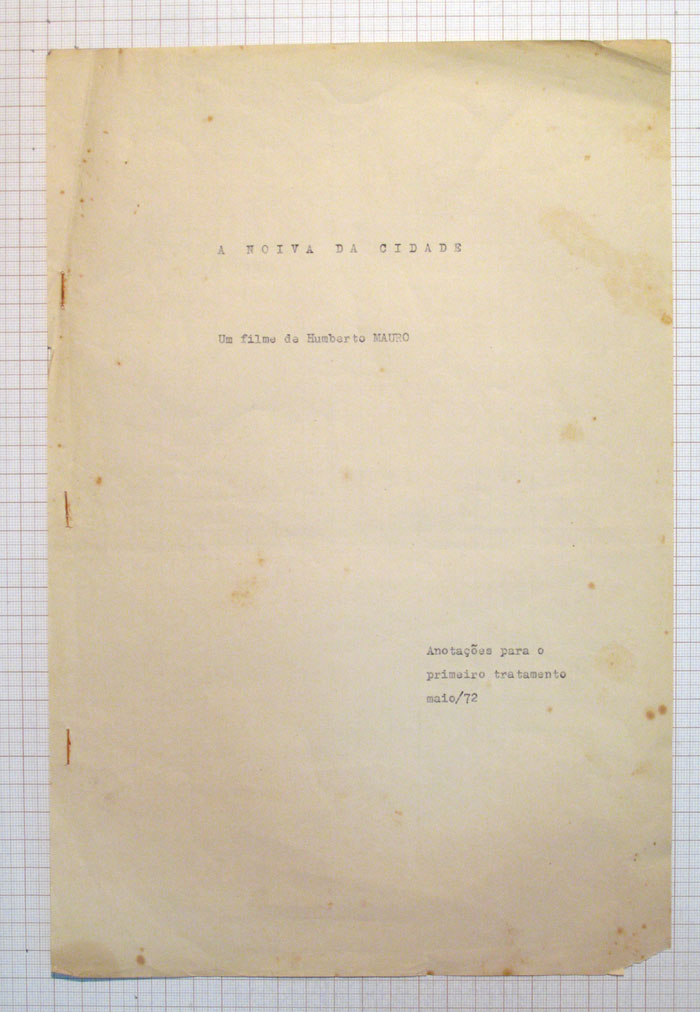 A NOIVA DA CIDADE
Um filme de Humberto MAURO
Anotações para o
primeiro tratamento
maio/72